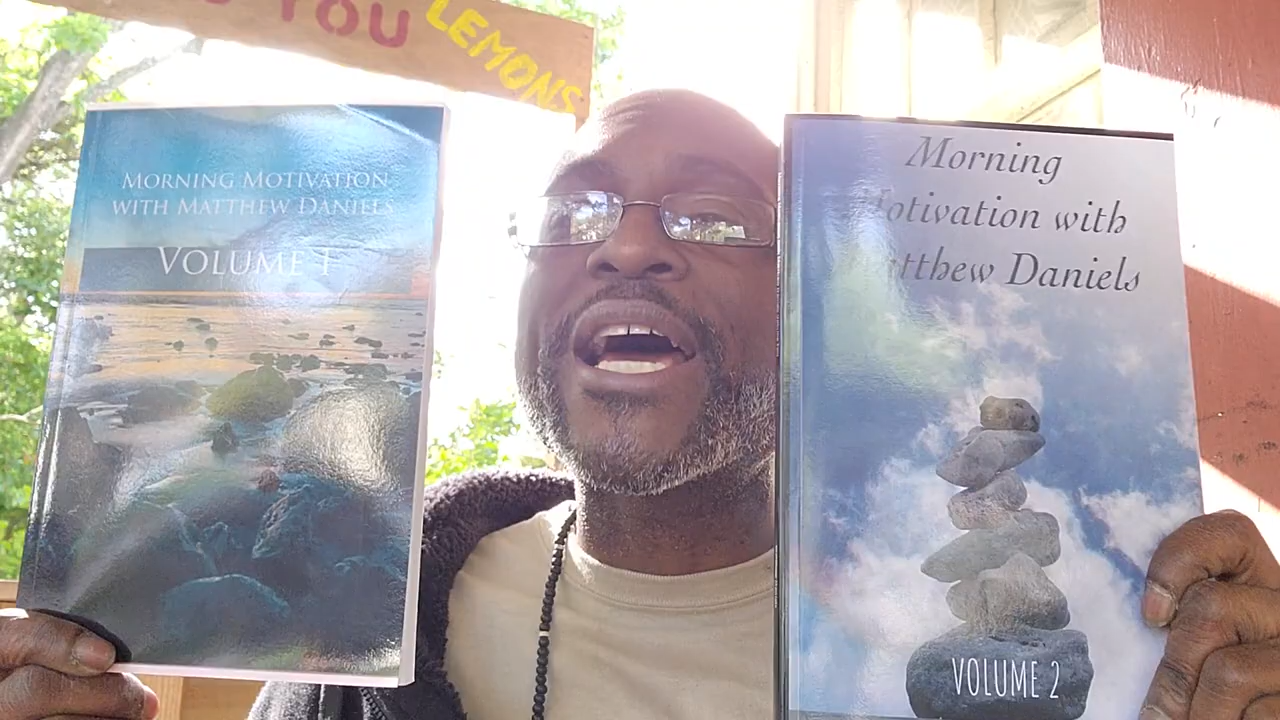 YOU
LEMONS
MORNING MOTIVATION
WITH MATTHEW DANIELS
VOLUME 1
Morning
otivation with
tthew Daniels
VOLUME 2